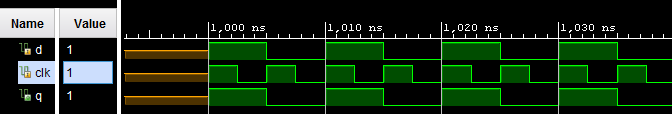 Name Value
1,000 ns 1,010 ns 1,020 ns 1,030 ns
d 1
clk 1
q 1